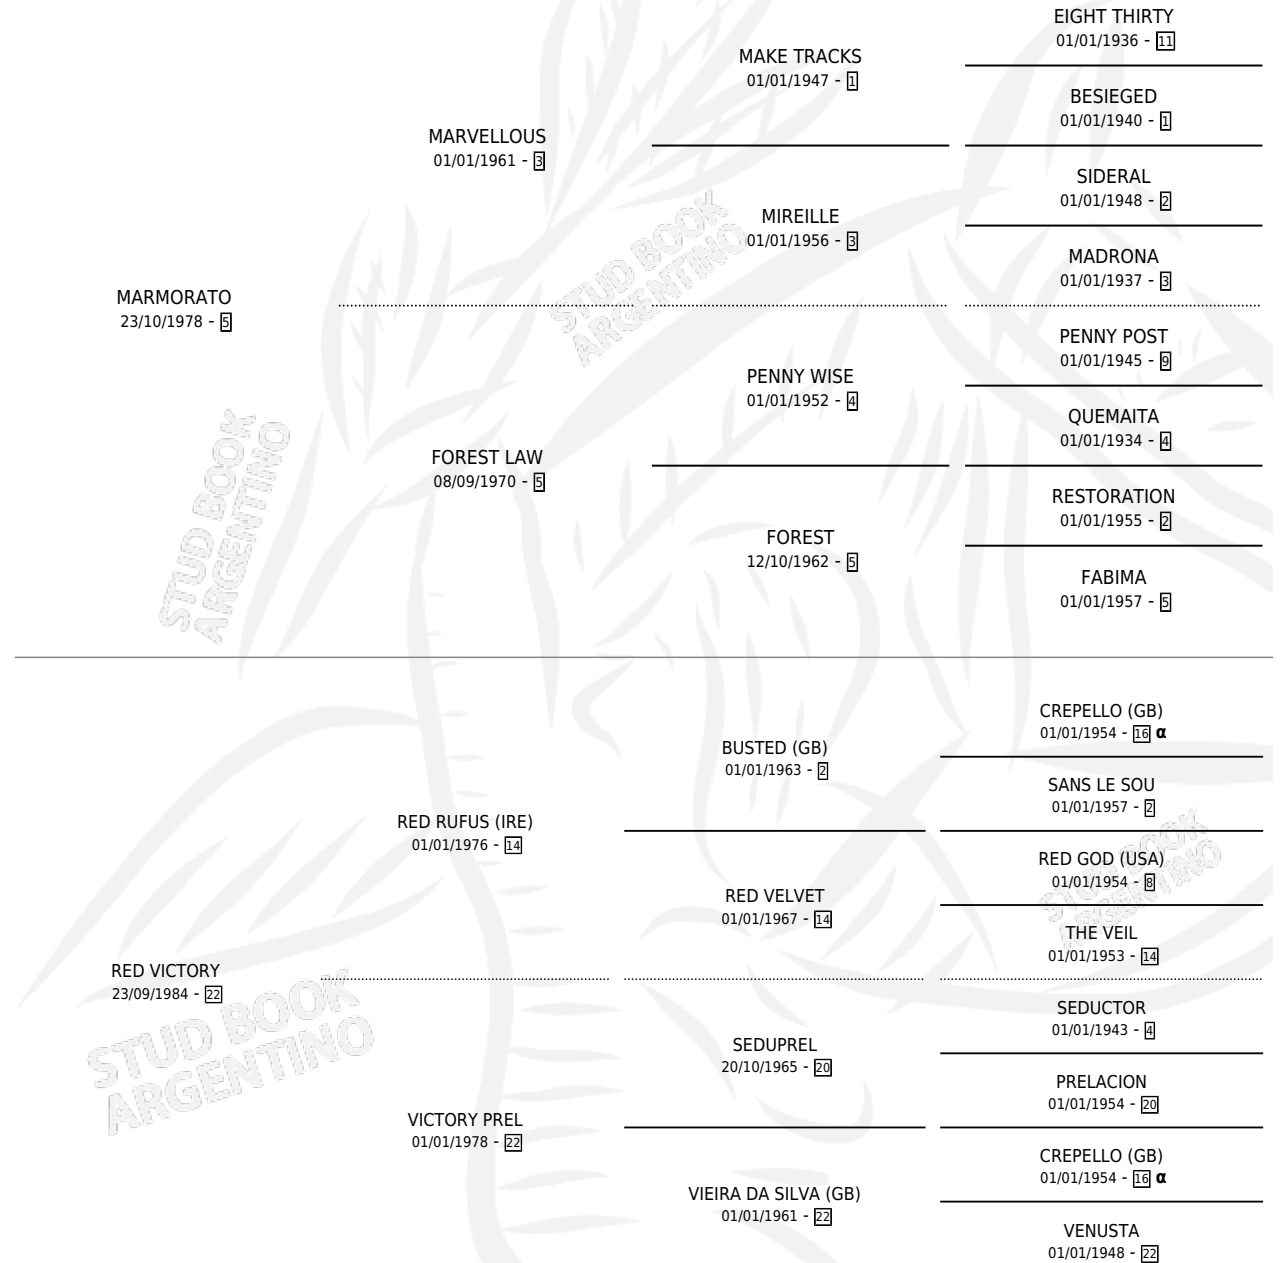 EIGHT THIRTY
01/01/1936 - 11
MAKE TRACKS
01/01/1947 - 1
BESIEGED
01/01/1940 - 1
MARVELLOUS
01/01/1961 - 3
SIDERAL
01/01/1948 - 2
MIREILLE
01/01/1956 - 3
MADRONA
01/01/1937 - 3
STUD BOOK
ARGENTINO
MARMORATO
23/10/1978 - 5
PENNY POST
01/01/1945 - 9
PENNY WISE
01/01/1952 - 4
QUEMAITA
01/01/1934 - 4
FOREST LAW
08/09/1970 - 5
RESTORATION
01/01/1955 - 2
FOREST
12/10/1962 - 5
FABIMA
01/01/1957 - 5
STUD BOOK
ARGENTINO
CREPELLO (GB)
01/01/1954 - 16 α
BUSTED (GB)
01/01/1963 - 2
SANS LE SOU
01/01/1957 - 2
RED RUFUS (IRE)
01/01/1976 - 14
RED GOD (USA)
01/01/1954 - 8
STUD BOOK
ARGENTINO
RED VELVET
01/01/1967 - 14
THE VEIL
01/01/1953 - 14
RED VICTORY
23/09/1984 - 22
STUD BOOK
ARGENTINO
SEDUCTOR
01/01/1943 - 4
SEDUPREL
20/10/1965 - 20
PRELACION
01/01/1954 - 20
VICTORY PREL
01/01/1978 - 22
CREPELLO (GB)
01/01/1954 - 16 α
VIEIRA DA SILVA (GB)
01/01/1961 - 22
VENUSTA
01/01/1948 - 22